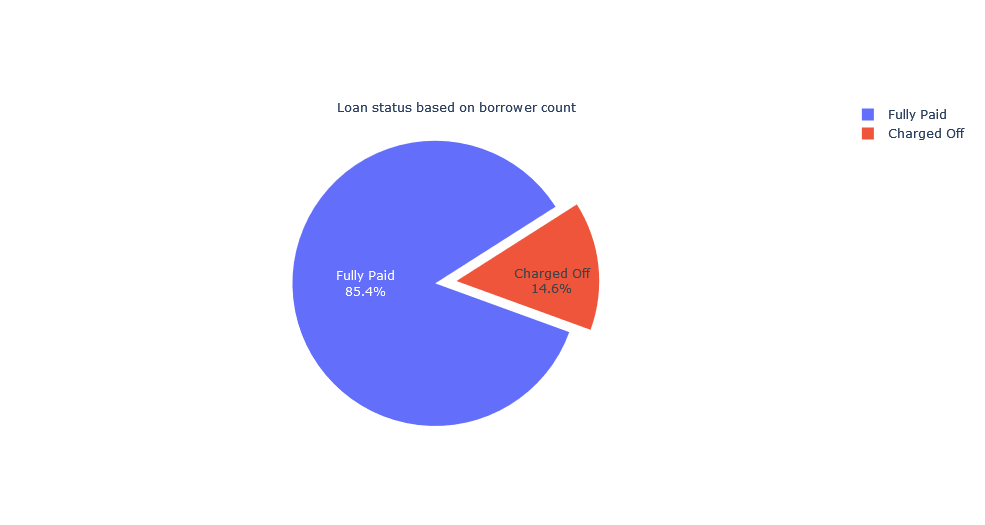 Loan status based on borrower count
Fully Paid
Charged Off
Fully Paid
85.4%
Charged Off
14.6%